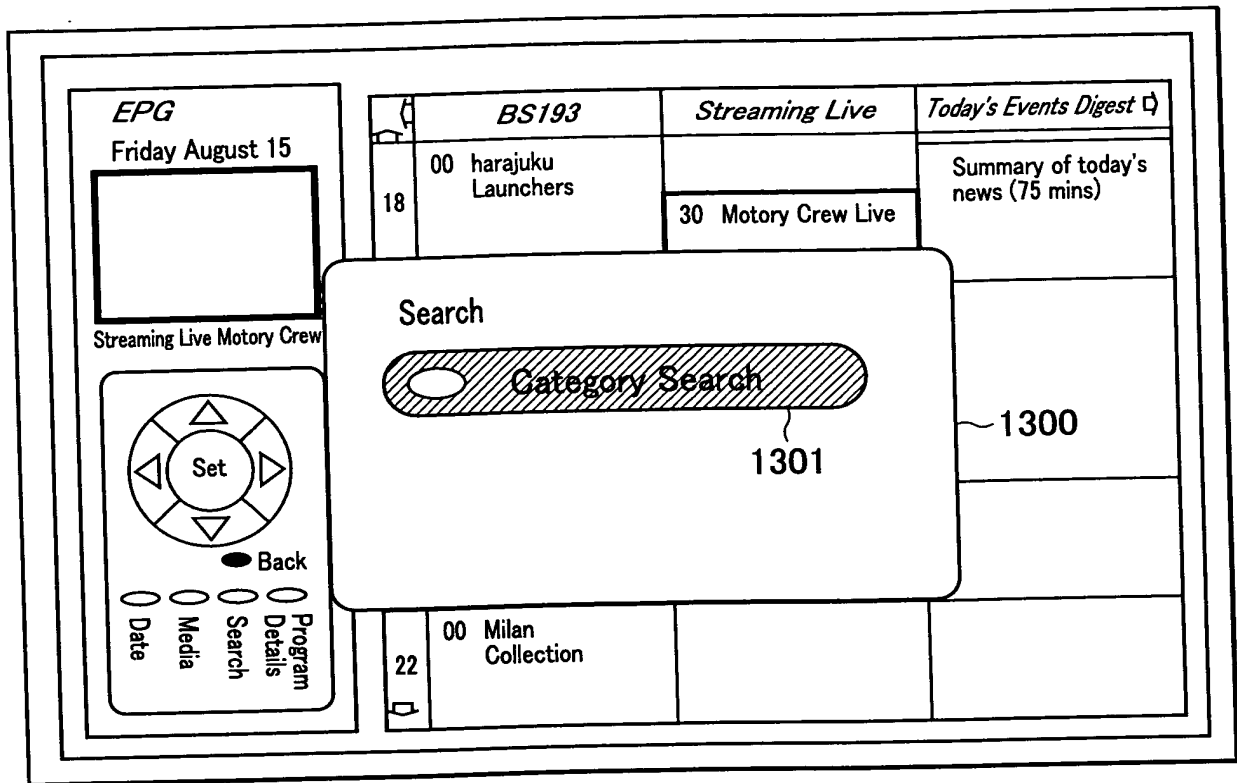 EPG
Friday August 15
Streaming Live Motory Crew
Set
Back
Date
Media
Search
Program
Details
BS193
Streaming Live
Today's Events Digest
18
00 harajuku
Launchers
30 Motory Crew Live
Summary of today's
news (75 mins)
Search
Category Search
1301
1300
22
00 Milan
Collection